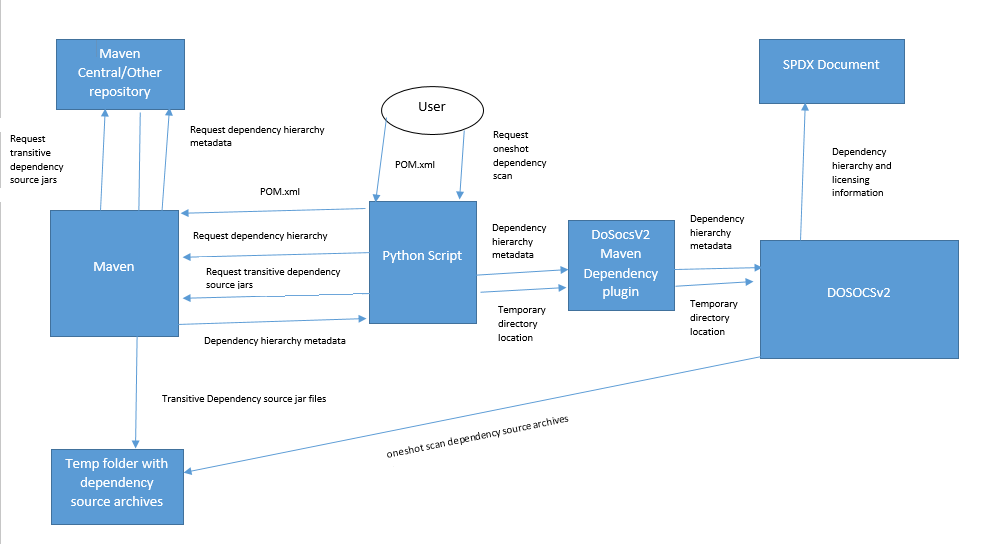 Maven
Central/Other
repository
SPDX Document
User
Request
transitive
dependency
source jars
Request dependency hierarchy
metadata
POM.xml
Request
oneshot
dependency
scan
Dependency
hierarchy and
licensing
information
POM.xml
Maven
Request dependency hierarchy
Request transitive dependency
source jars
Dependency hierarchy metadata
Python Script
Dependency
hierarchy
metadata
Temporary
directory
location
DoSocsV2
Maven
Dependency
plugin
Dependency
hierarchy
metadata
Temporary
directory
location
DOSOCSv2
Transitive Dependency source jar files
oneshot scan dependency source archives
Temp folder with
dependency
source archives